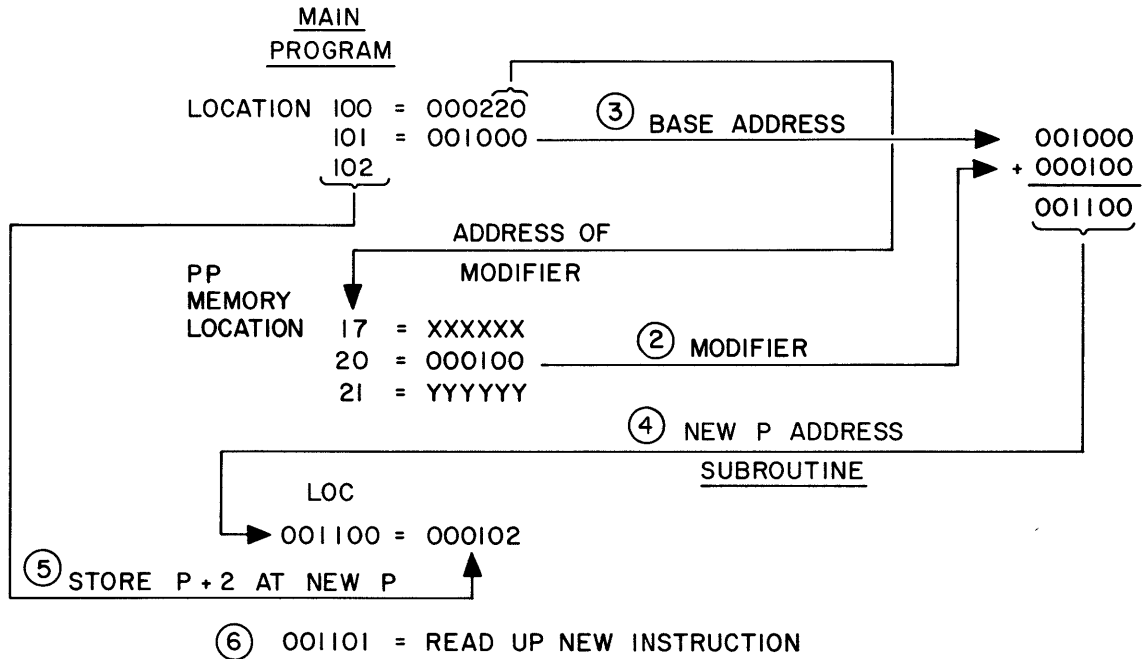 MAIN
PROGRAM
LOCATION 100 = 000220
101 = 001000
102
③ BASE ADDRESS
001000
+ 000100
001100
ADDRESS OF
MODIFIER
PP
MEMORY
LOCATION 17 = XXXXXX
20 = 000100
21 = YYYYYY
② MODIFIER
④ NEW P ADDRESS
SUBROUTINE
LOC
001100 = 000102
⑤ STORE P+2 AT NEW P
⑥ 001101 = READ UP NEW INSTRUCTION